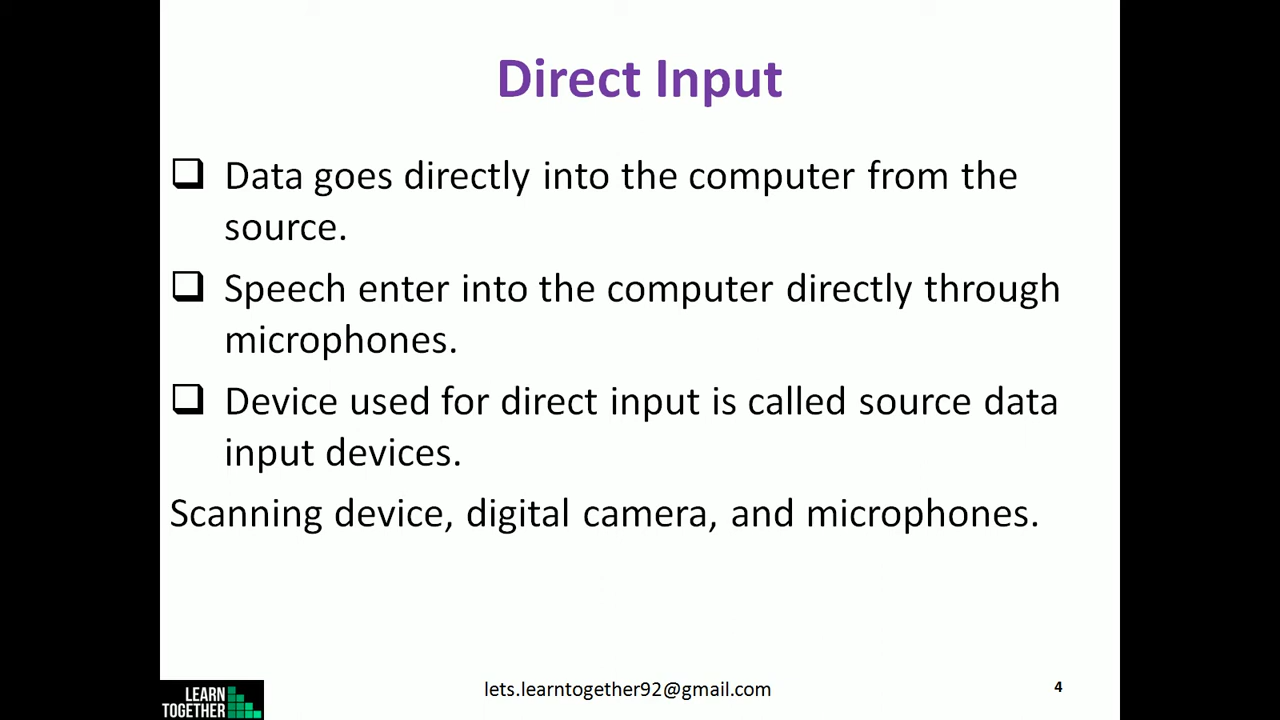 Direct Input
Data goes directly into the computer from the
source.
Speech enter into the computer directly through
microphones.
Device used for direct input is called source data
input devices.
Scanning device, digital camera, and microphones.
LEARN
TOGETHER
lets.learntogether92@gmail.com
4